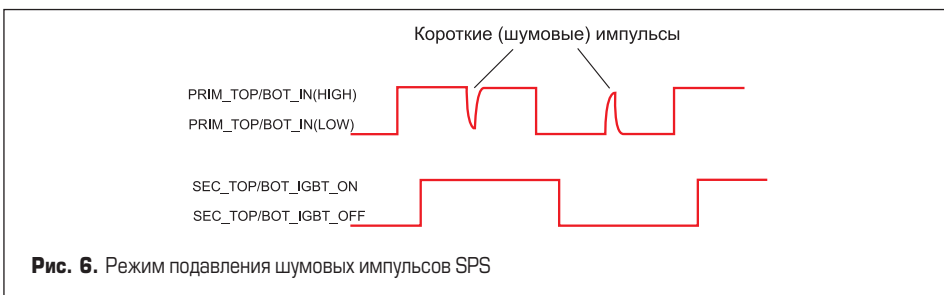 Короткие (шумовые) импульсы
PRIM_TOP/BOT_IN(HIGH)
PRIM_TOP/BOT_IN(LOW)
SEC_TOP/BOT_IGBT_ON
SEC_TOP/BOT_IGBT_OFF
Рис. 6. Режим подавления шумовых импульсов SPS